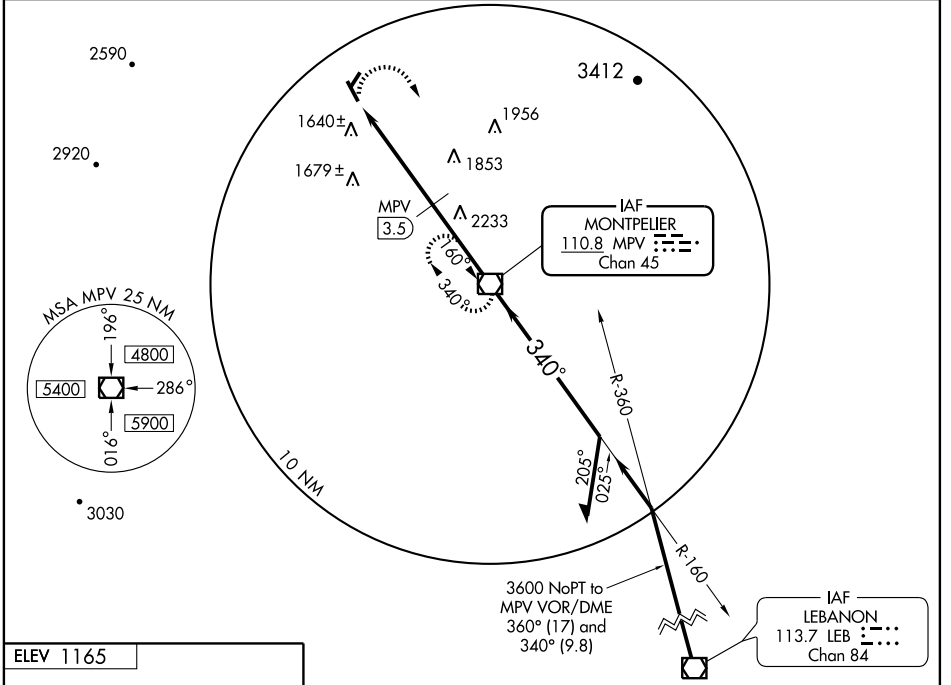 2590
3412
1956
1640±
2920
1853
1679±
MPV
3.5
2233
IAF
MONTPELIER
110.8 MPV
Chan 45
160°
340°
MSA MPV 25 NM
196°
4800
5400
286°
5900
016°
340°
R-360
10 NM
205°
025°
3030
R-160
3600 NoPT to
MPV VOR/DME
360° (17) and
340° (9.8)
IAF
LEBANON
113.7 LEB
Chan 84
ELEV 1165